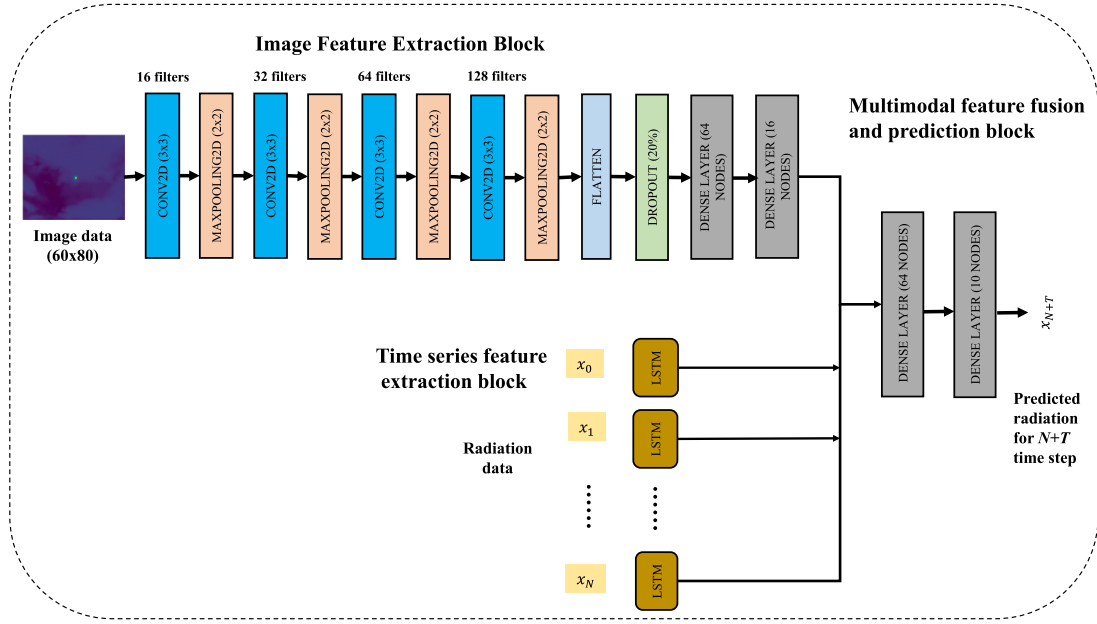 Image Feature Extraction Block
16 filters
32 filters
64 filters
128 filters
CONV2D (3x3)
MAXPOOLING2D (2x2)
CONV2D (3x3)
MAXPOOLING2D (2x2)
CONV2D (3x3)
MAXPOOLING2D (2x2)
CONV2D (3x3)
MAXPOOLING2D (2x2)
FLATTEN
DROPOUT (20%)
DENSE LAYER (64
NODES)
DENSE LAYER (16
NODES)
Image data
(60x80)
Multimodal feature fusion
and prediction block
DENSE LAYER (64 NODES)
DENSE LAYER (10 NODES)
x_{N+T}
Predicted
radiation
for N+T
time step
Time series feature
extraction block
Radiation
data
x_0
LSTM
x_1
LSTM
x_N
LSTM